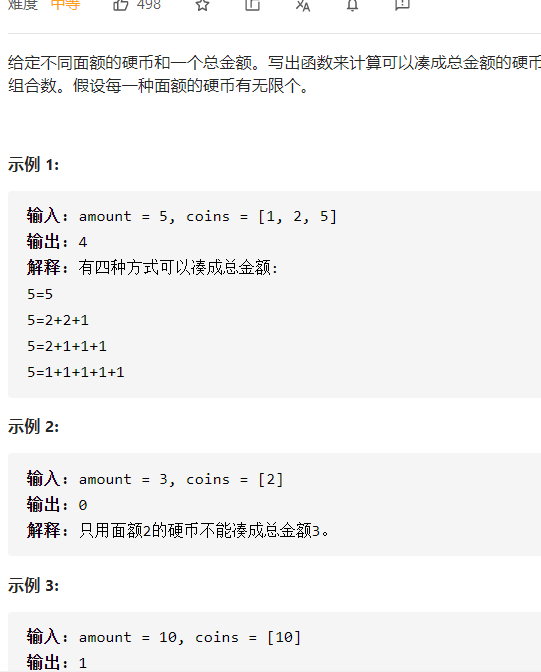 难度 中等 498
给定不同面额的硬币和一个总金额。写出函数来计算可以凑成总金额的硬币
组合数。假设每一种面额的硬币有无限个。
示例 1:
输入: amount = 5, coins = [1, 2, 5]
输出: 4
解释: 有四种方式可以凑成总金额:
5=5
5=2+2+1
5=2+1+1+1
5=1+1+1+1+1
示例 2:
输入: amount = 3, coins = [2]
输出: 0
解释: 只用面额2的硬币不能凑成总金额3。
示例 3:
输入: amount = 10, coins = [10]
输出: 1